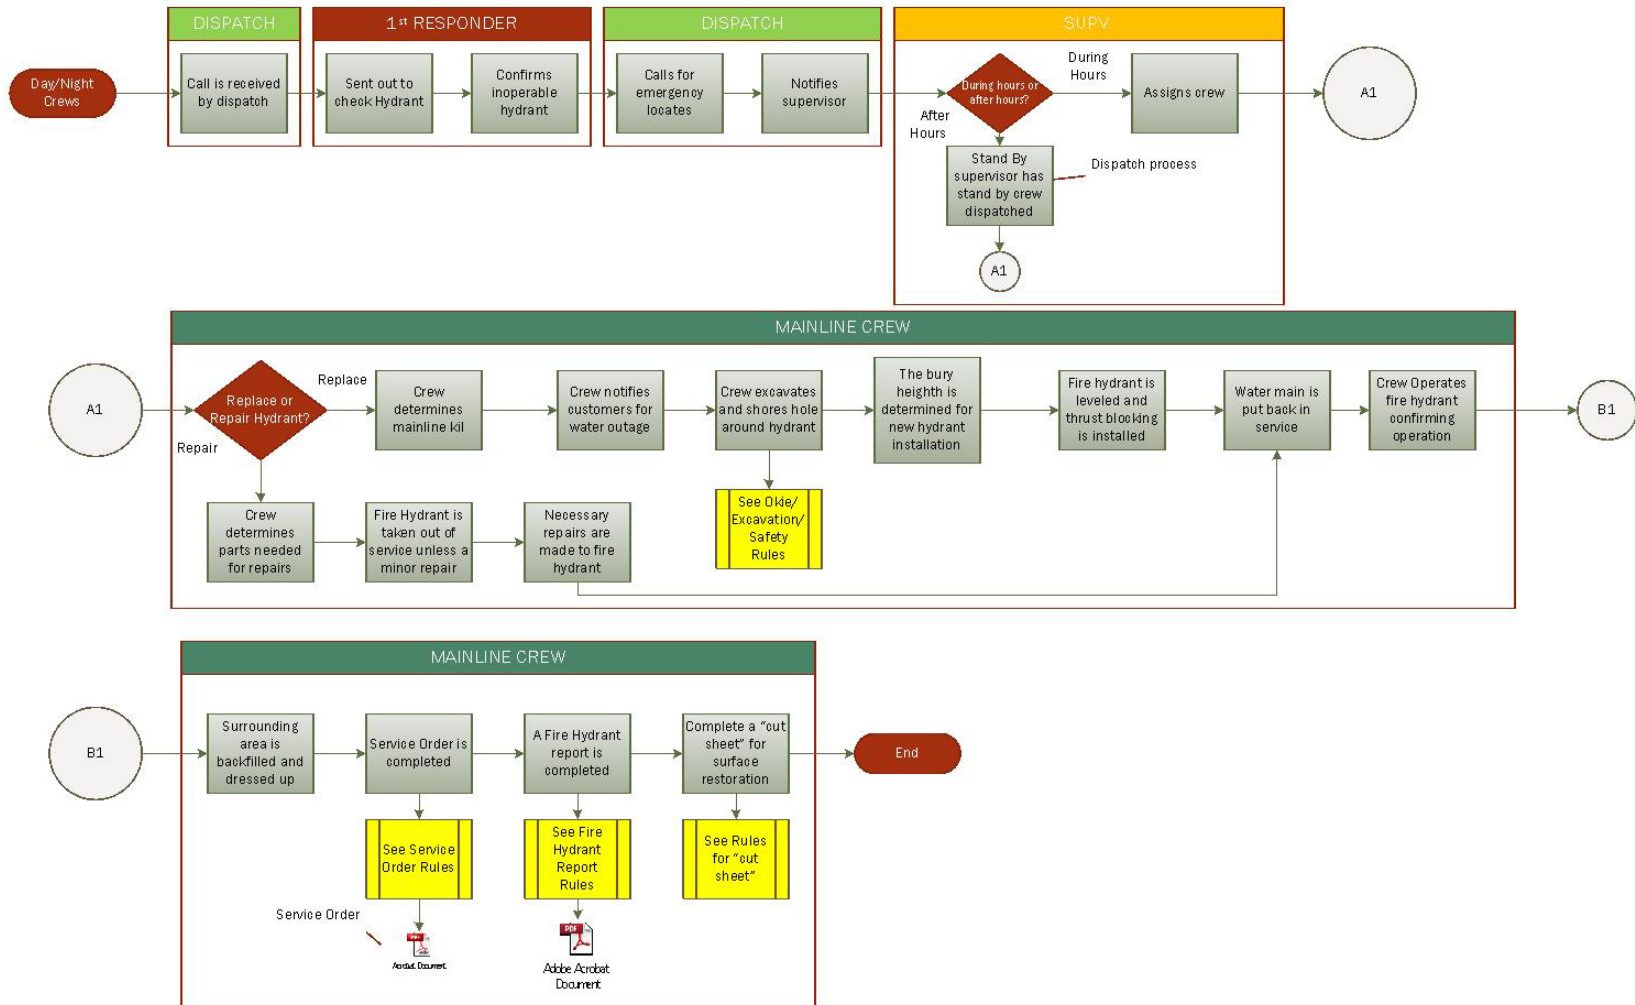 DISPATCH
1st RESPONDER
DISPATCH
SUPV.
Day/Night
Crews
Call is received
by dispatch
Sent out to
check Hydrant
Confirms
inoperable
hydrant
Calls for
emergency
locates
Notifies
supervisor
During hours or
after hours?
During
Hours
Assigns crew
A1
After
Hours
Stand By
supervisor has
stand by crew
dispatched
Dispatch process
A1
MAINLINE CREW
A1
Replace or
Repair Hydrant?
Replace
Repair
Crew
determines
mainline kil
Crew notifies
customers for
water outage
Crew excavates
and shores hole
around hydrant
The bury
heighth is
determined for
new hydrant
installation
Fire hydrant is
leveled and
thrust blocking
is installed
Water main is
put back in
service
Crew Operates
fire hydrant
confirming
operation
B1
Crew
determines
parts needed
for repairs
Fire Hydrant is
taken out of
service unless a
minor repair
Necessary
repairs are
made to fire
hydrant
See Okie/
Excavation/
Safety
Rules
MAINLINE CREW
B1
Surrounding
area is
backfilled and
dressed up
Service Order is
completed
A Fire Hydrant
report is
completed
Complete a "cut
sheet" for
surface
restoration
End
See Service
Order Rules
See Fire
Hydrant
Report
Rules
See Rules
for "cut
sheet"
Service Order
PDF
Acrobat Document
PDF
Adobe Acrobat
Document